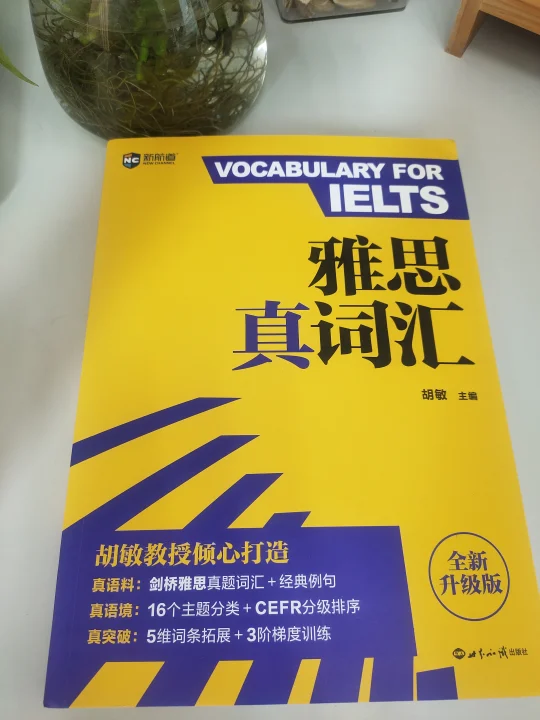 新航道
NEW CHANNEL
VOCABULARY FOR
IELTS
雅思
真词汇
胡敏 主编
胡敏教授倾心打造
真语料：剑桥雅思真题词汇+经典例句
真语境：16个主题分类+CEFR分级排序
真突破：5维词条拓展+3阶梯度训练
全新
升级版
世界知识出版社